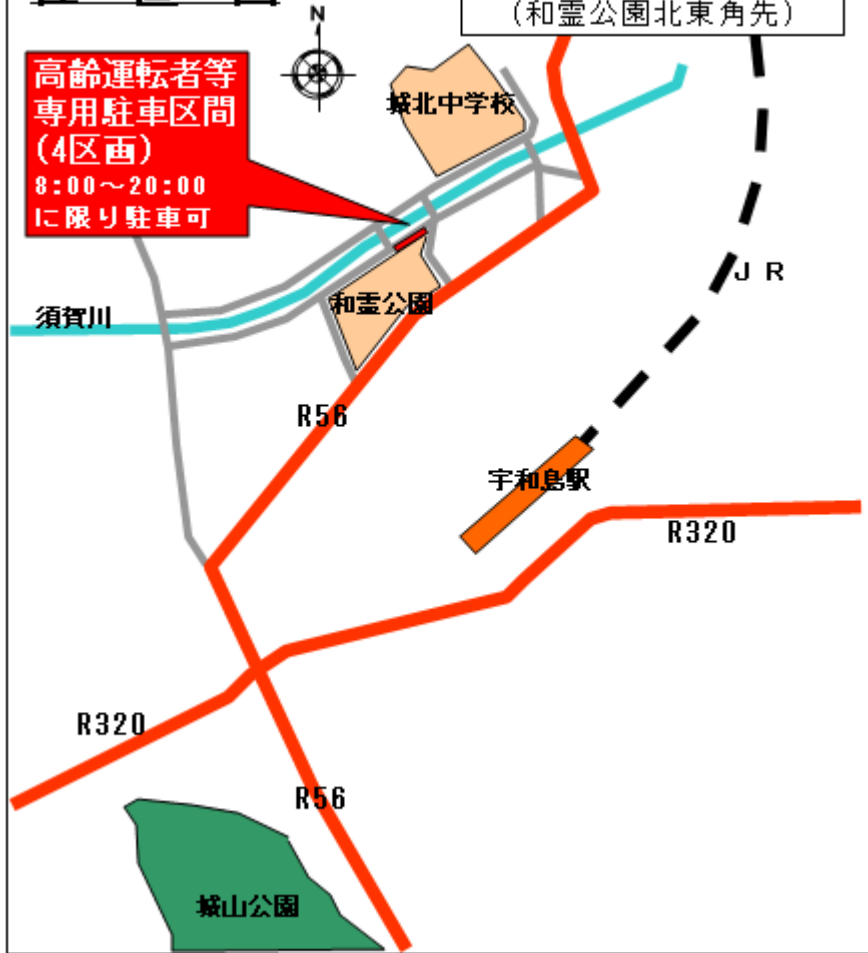 (和霊公園北東角先)
N
高齢運転者等
専用駐車区間
(4区画)
8:00～20:00
に限り駐車可
城北中学校
JR
須賀川
和霊公園
R56
宇和島駅
R320
R320
R56
城山公園